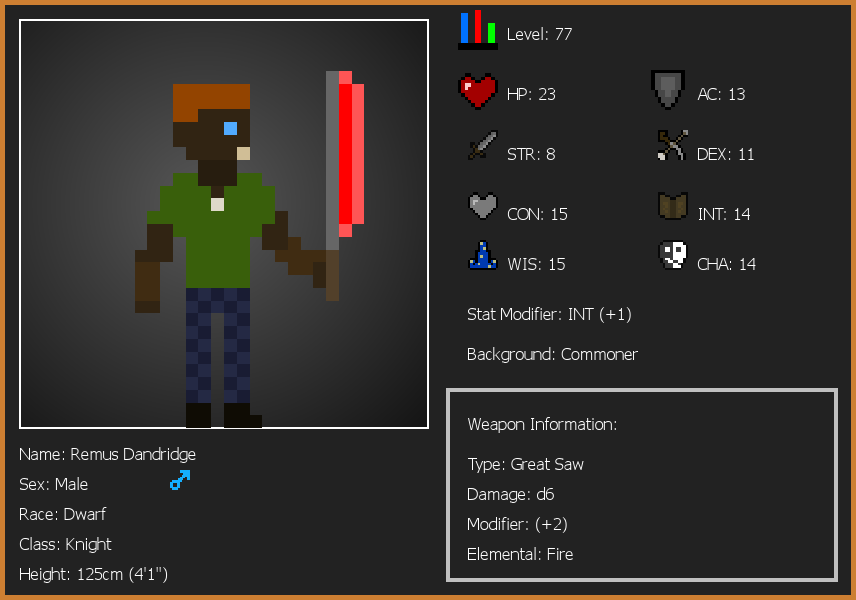 Level: 77
HP: 23
AC: 13
STR: 8
DEX: 11
CON: 15
INT: 14
WIS: 15
CHA: 14
Stat Modifier: INT (+1)
Background: Commoner
Weapon Information:
Type: Great Saw
Damage: d6
Modifier: (+2)
Elemental: Fire
Name: Remus Dandridge
Sex: Male
Race: Dwarf
Class: Knight
Height: 125cm (4'1")